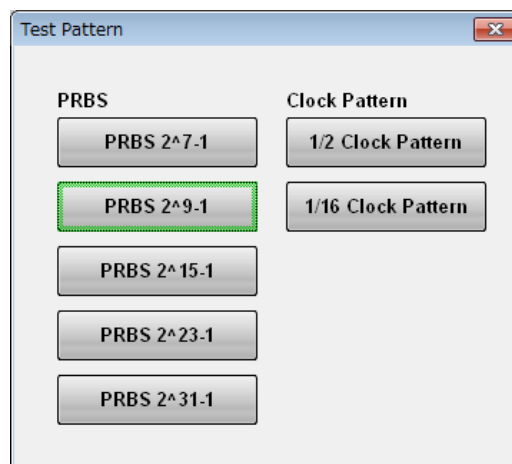 Test Pattern
PRBS
PRBS 2^7-1
PRBS 2^9-1
PRBS 2^15-1
PRBS 2^23-1
PRBS 2^31-1
Clock Pattern
1/2 Clock Pattern
1/16 Clock Pattern